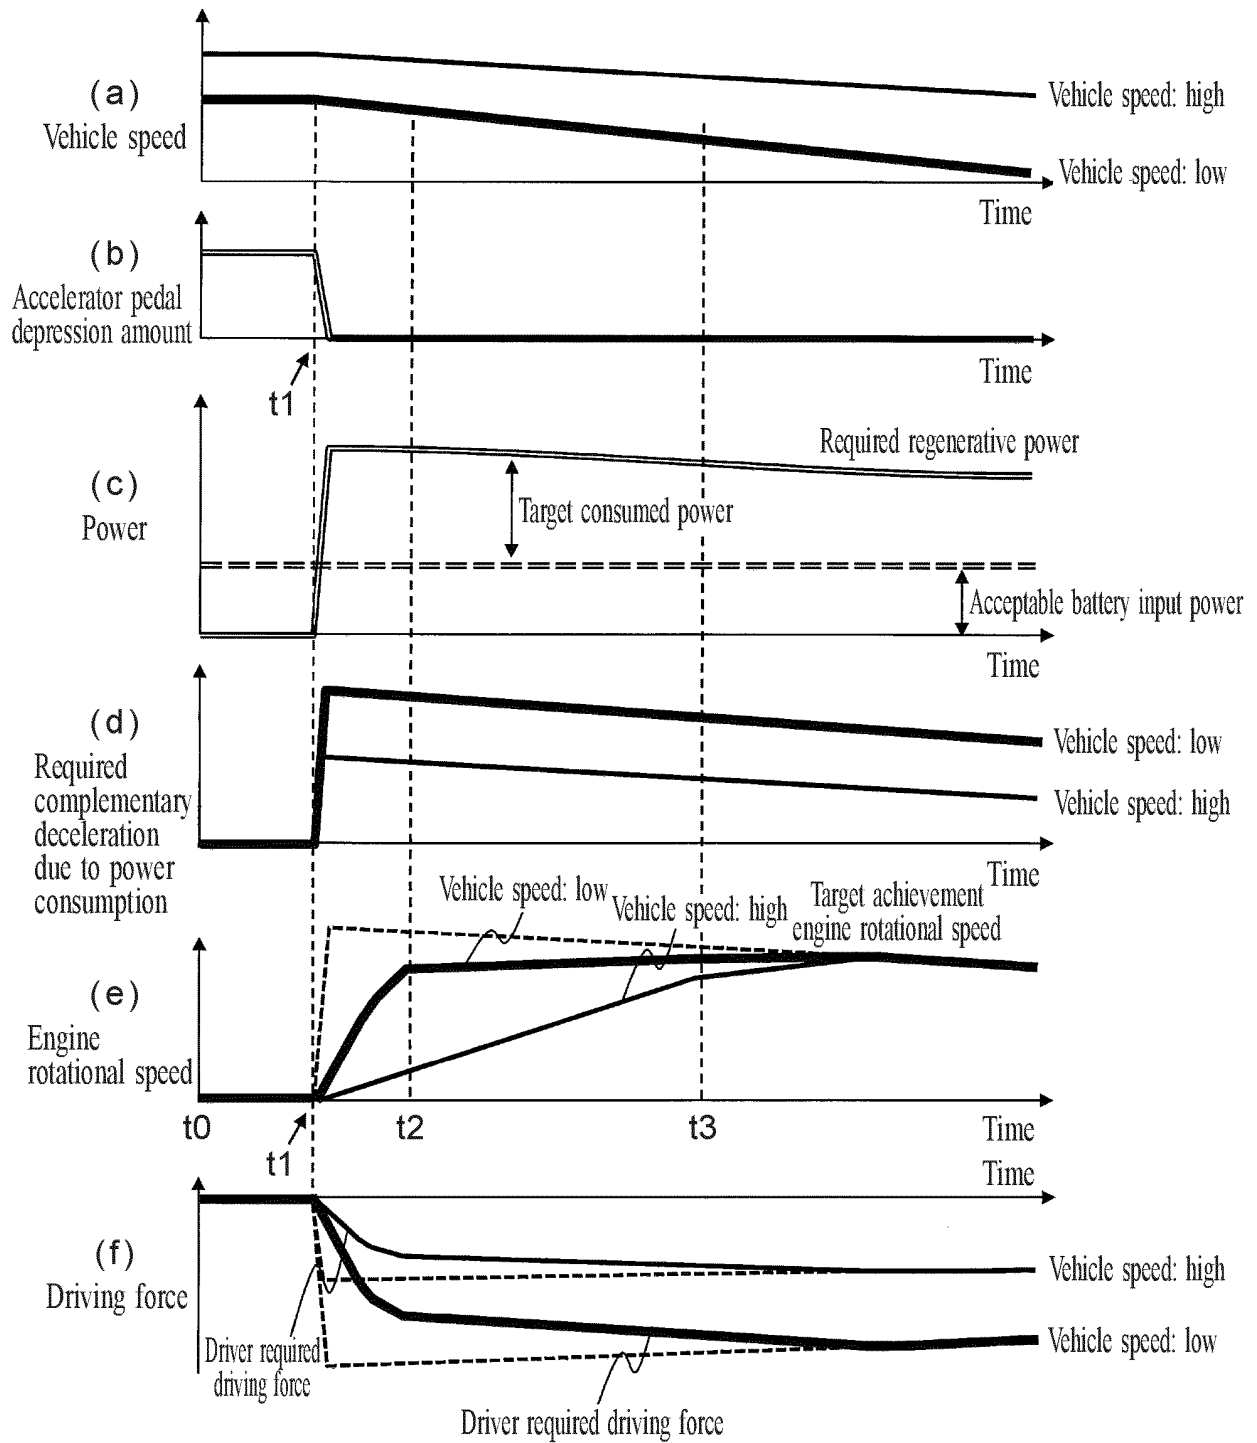 (a)
Vehicle speed
Vehicle speed: high
Vehicle speed: low
Time
(b)
Accelerator pedal
depression amount
t1
Time
(c)
Power
Required regenerative power
Target consumed power
Acceptable battery input power
Time
(d)
Required
complementary
deceleration
due to power
consumption
Vehicle speed: low
Vehicle speed: high
Time
(e)
Engine
rotational speed
Vehicle speed: low
Vehicle speed: high
Target achievement
engine rotational speed
t0
t1
t2
t3
Time
Time
(f)
Driving force
Vehicle speed: high
Vehicle speed: low
Driver required
driving force
Driver required driving force